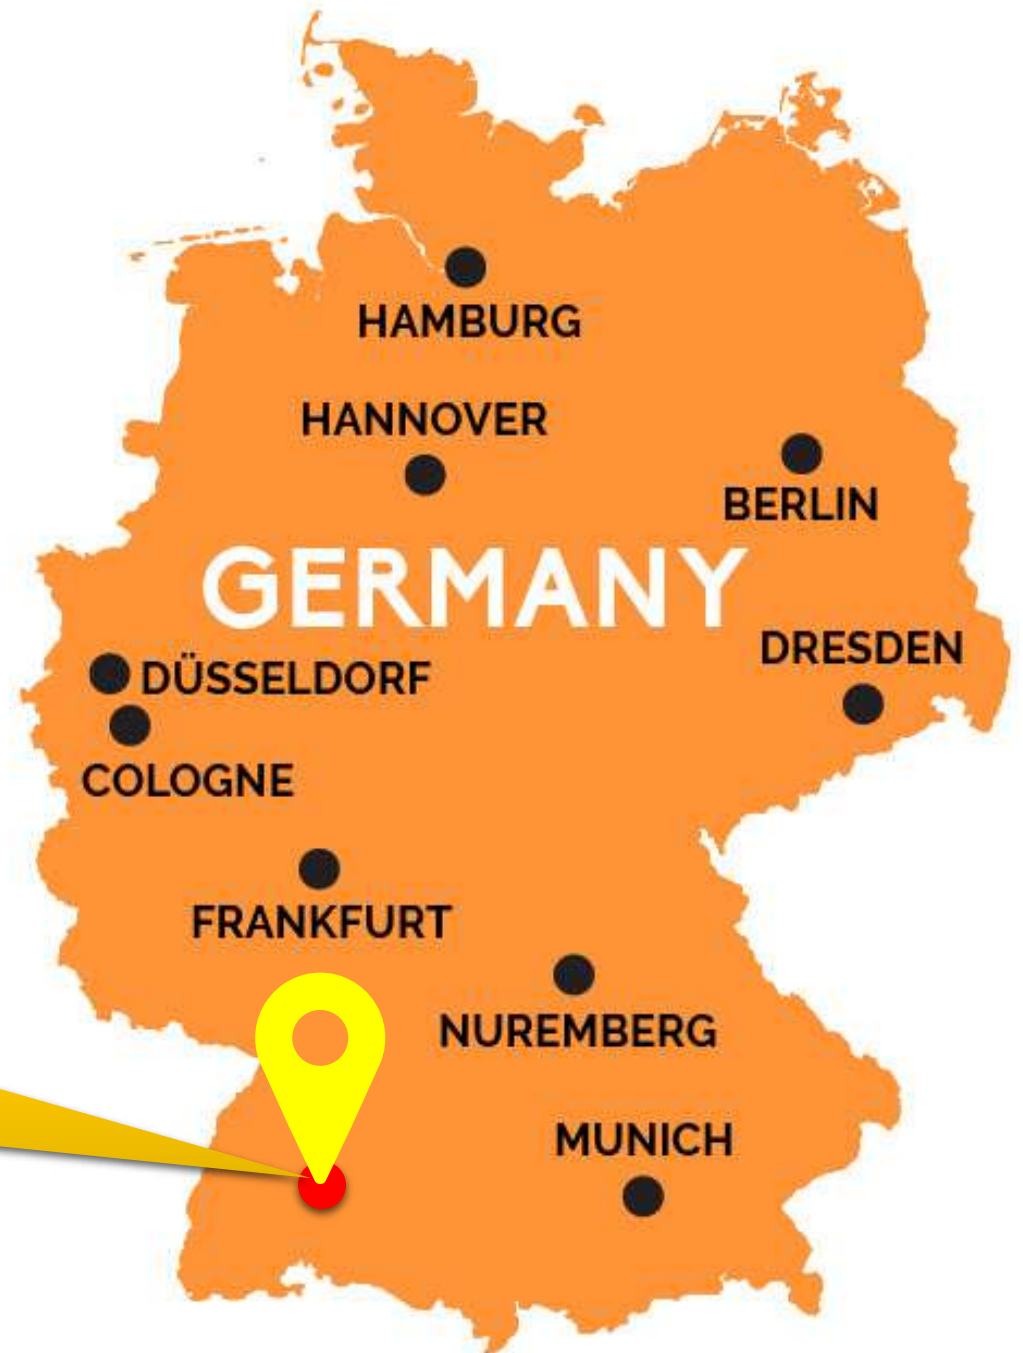 HAMBURG
HANNOVER
BERLIN
GERMANY
DRESDEN
DÜSSELDORF
COLOGNE
FRANKFURT
NUREMBERG
MUNICH